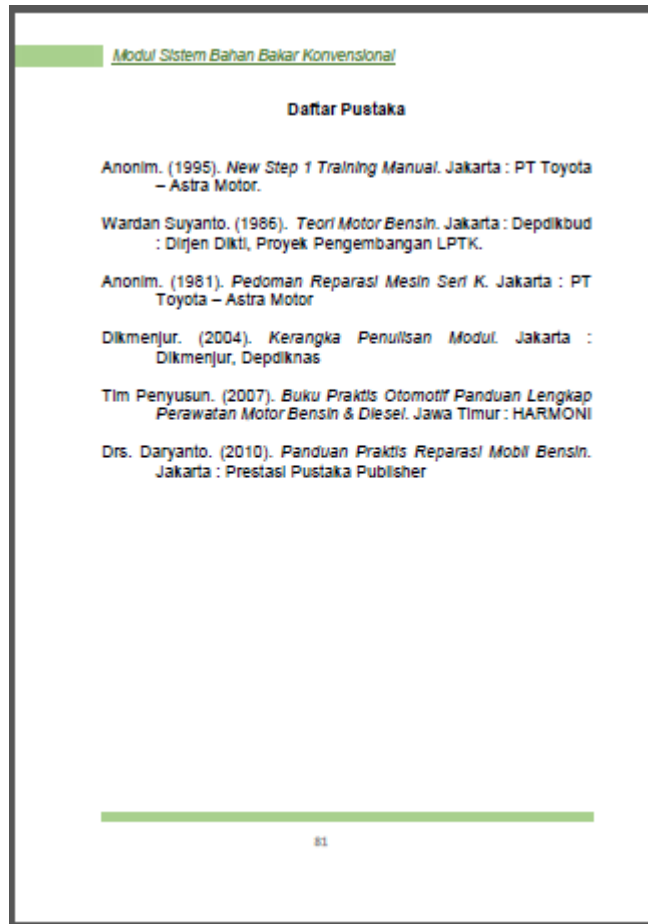 Modul Sistem Bahan Bakar Konvensional
Daftar Pustaka
Anonim. (1995). New Step 1 Training Manual. Jakarta : PT Toyota
– Astra Motor.
Wardan Suyanto. (1986). Teori Motor Bensin. Jakarta : Depdikbud
: Dirjen Dikti, Proyek Pengembangan LPTK.
Anonim. (1981). Pedoman Reparasi Mesin Seri K. Jakarta : PT
Toyota – Astra Motor
Dikmenjur. (2004). Kerangka Penulisan Modul. Jakarta :
Dikmenjur, Depdiknas
Tim Penyusun. (2007). Buku Praktis Otomotif Panduan Lengkap
Perawatan Motor Bensin & Diesel. Jawa Timur : HARMONI
Drs. Daryanto. (2010). Panduan Praktis Reparasi Mobil Bensin.
Jakarta : Prestasi Pustaka Publisher
81